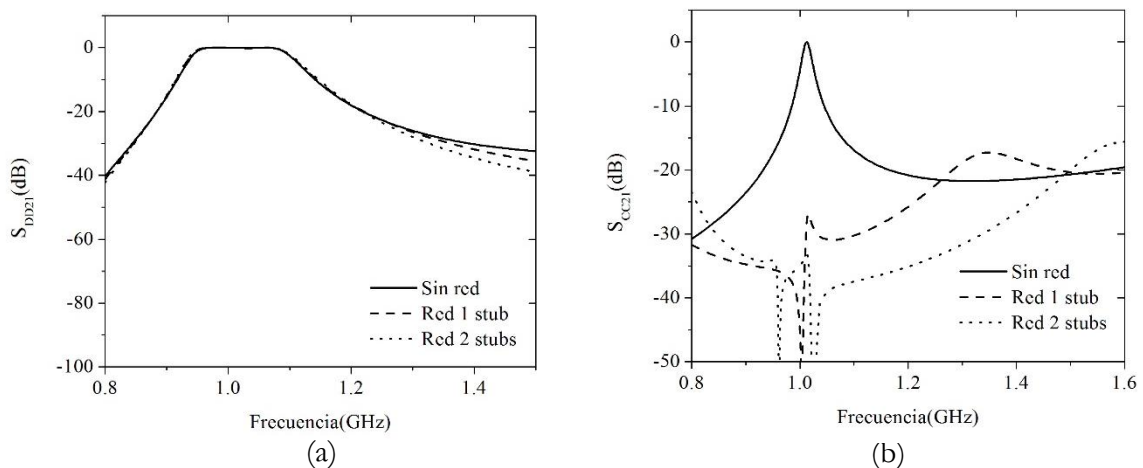 0
-20
-40
-60
-80
-100
S_DD21(dB)
Sin red
Red 1 stub
Red 2 stubs
0.8
1.0
1.2
1.4
Frecuencia(GHz)
(a)
0
-10
-20
-30
-40
-50
S_CC21(dB)
Sin red
Red 1 stub
Red 2 stubs
0.8
1.0
1.2
1.4
1.6
Frecuencia(GHz)
(b)